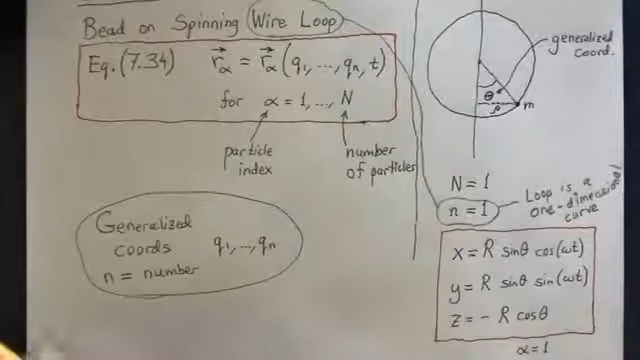 Bead on Spinning Wire Loop
Eq. (7.34) r⃗α = r⃗α (q1, ..., qn, t)
for α = 1, ..., N
particle
index
number
of particles
Generalized
coords q1, ..., qn
n = number
generalized
coord.
θ
ρ
m
N = 1
n = 1
Loop is a
one-dimensional
curve
x = R sinθ cos(ωt)
y = R sinθ sin(ωt)
z = - R cosθ
α = 1